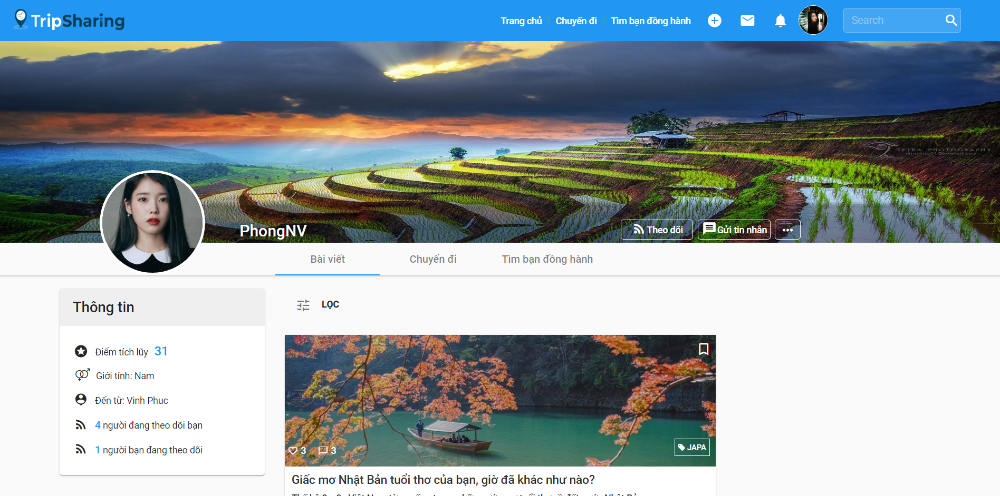 TripSharing
Trang chủ
Chuyến đi
Tìm bạn đồng hành
Search
TETRA PHOTOGRAPHY
PhongNV
Theo dõi
Gửi tin nhắn
Bài viết
Chuyến đi
Tìm bạn đồng hành
Thông tin
Điểm tích lũy 31
Giới tính: Nam
Đến từ: Vinh Phuc
4 người đang theo dõi bạn
1 người bạn đang theo dõi
LỌC
3 3
JAPA
Giấc mơ Nhật Bản tuổi thơ của bạn, giờ đã khác như nào?